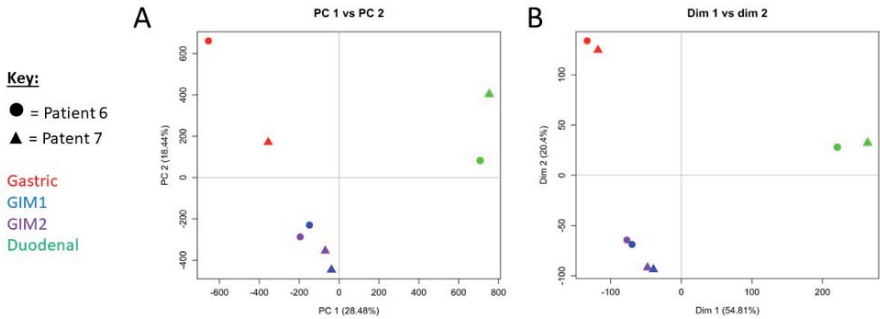 A
B
PC 1 vs PC 2
Dim 1 vs dim 2
Key:
= Patient 6
= Patent 7
Gastric
GIM1
GIM2
Duodenal
PC 2 (18.44%)
600
400
200
0
-200
-400
-600
-400
-200
0
200
400
600
800
PC 1 (28.48%)
Dim 2 (20.4%)
100
50
0
-50
-100
-100
0
100
200
Dim 1 (54.81%)